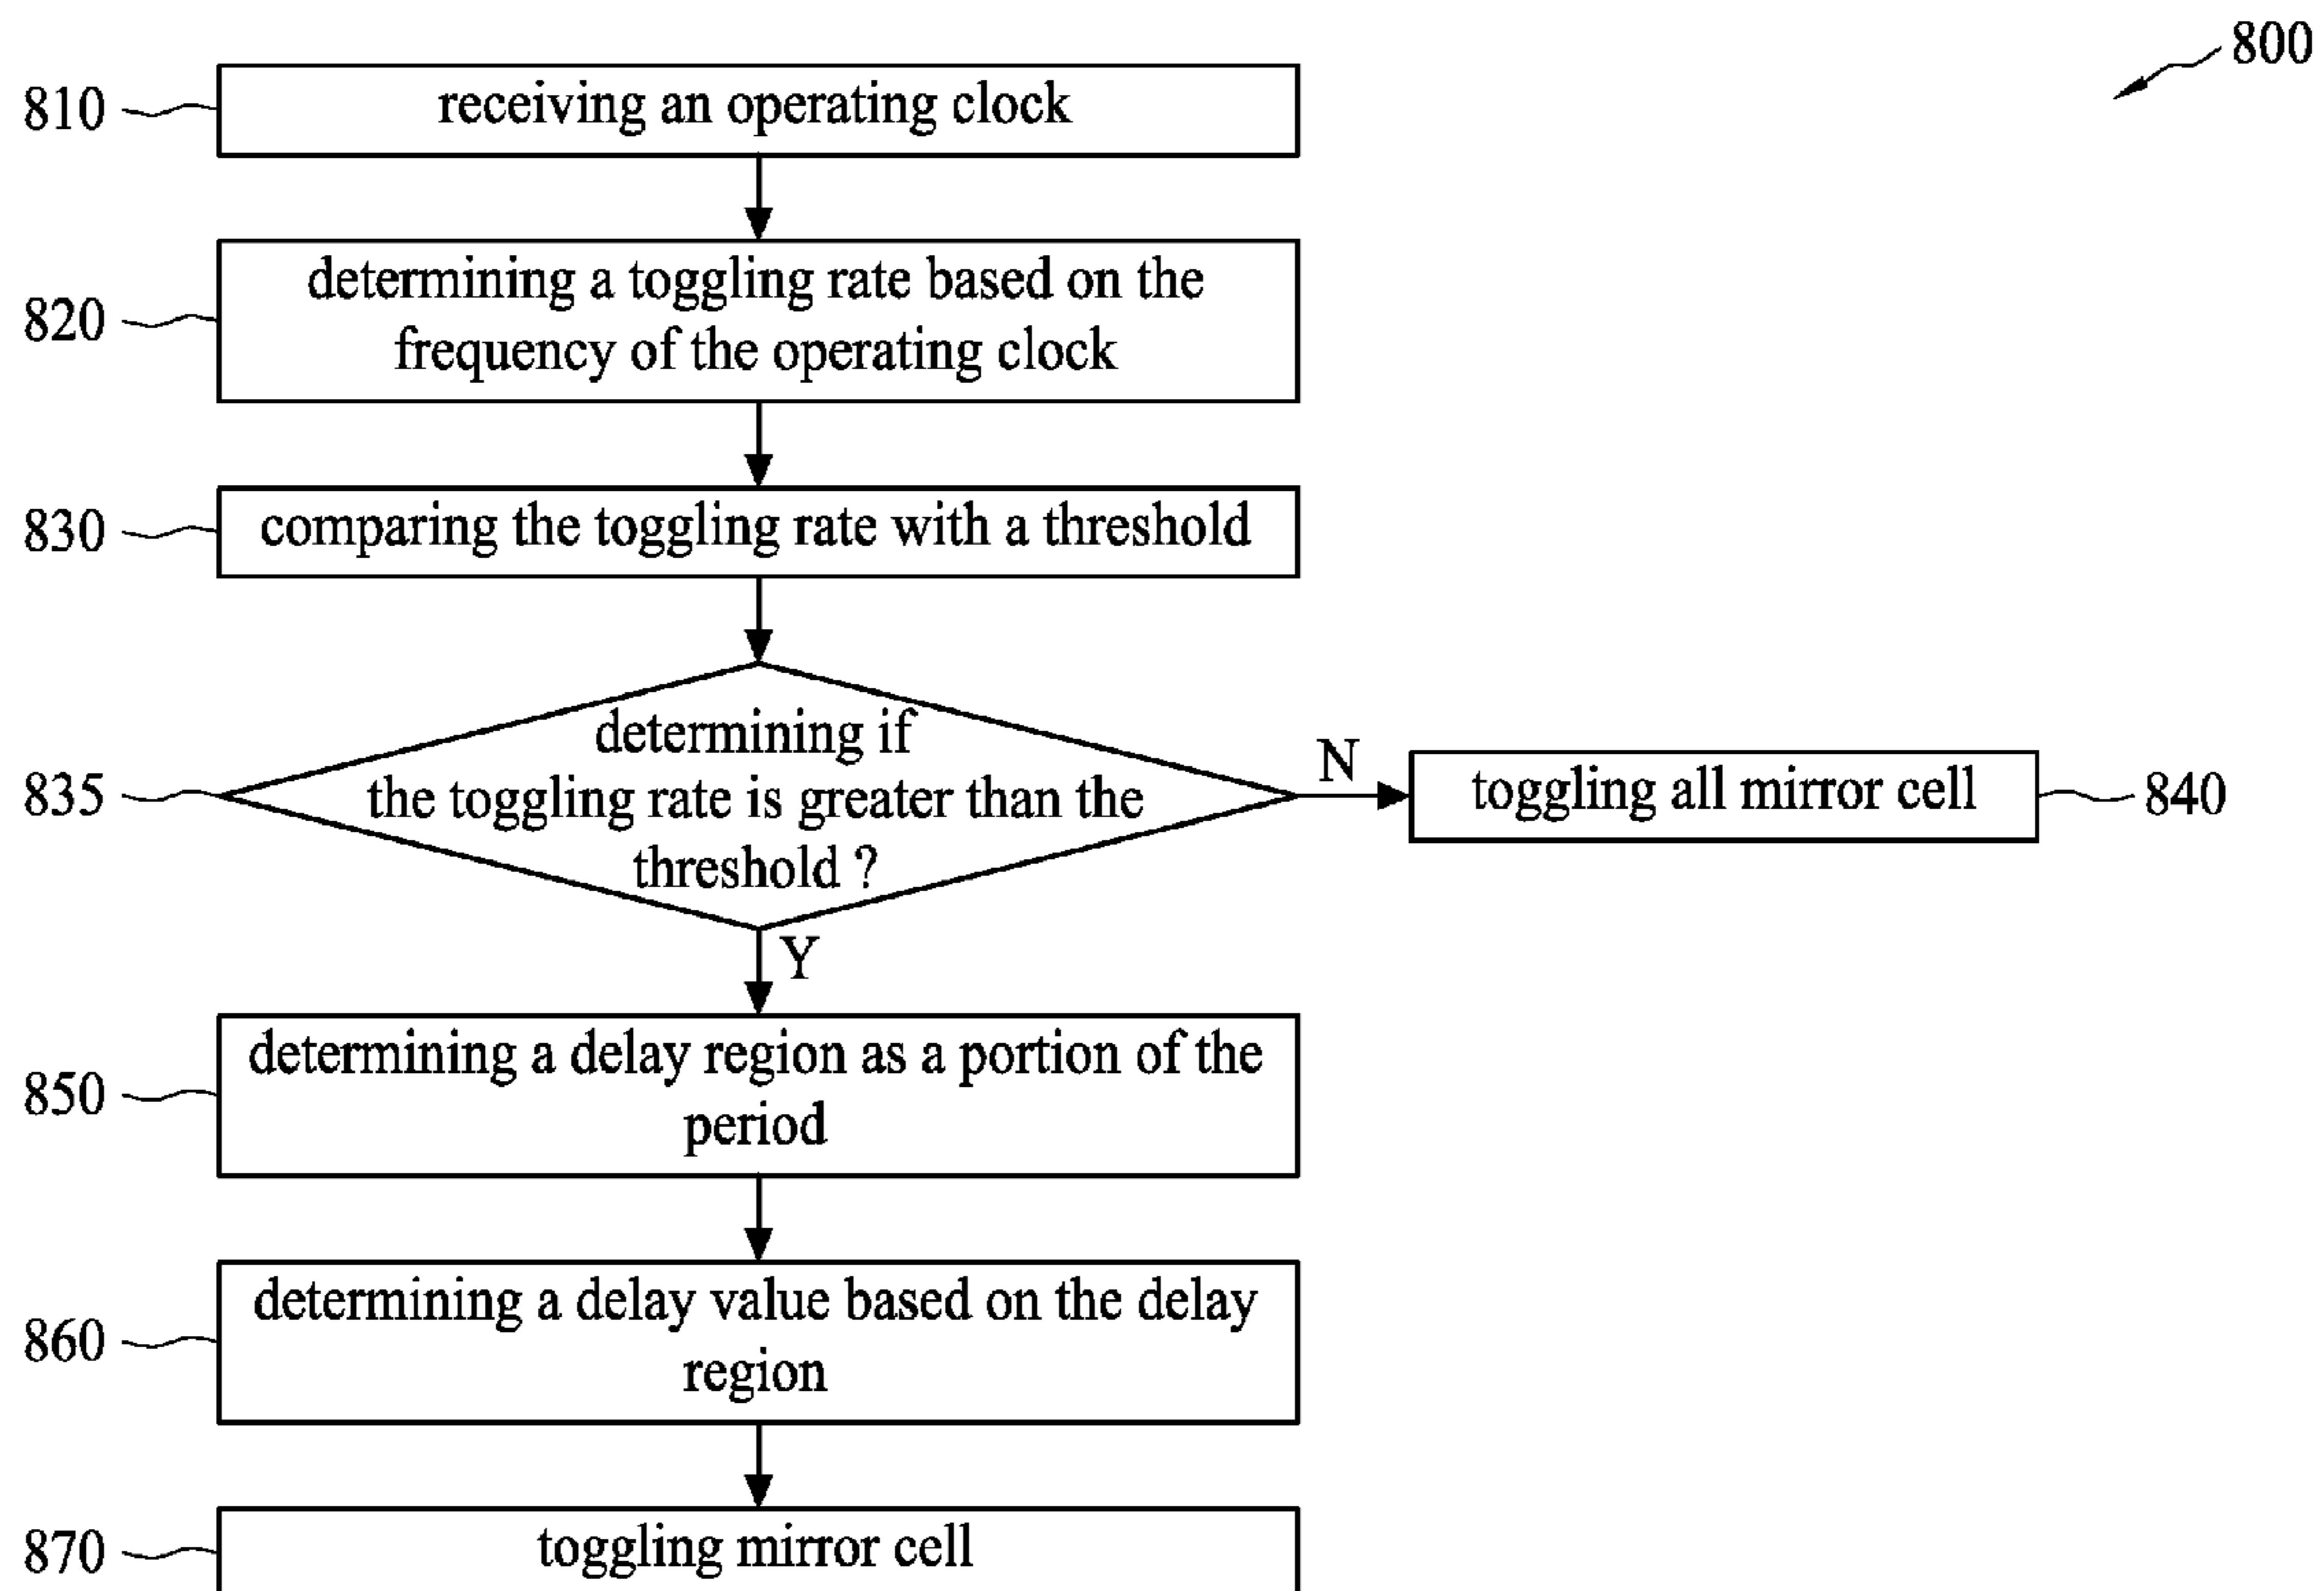 800
810
receiving an operating clock
820
determining a toggling rate based on the
frequency of the operating clock
830
comparing the toggling rate with a threshold
835
determining if
the toggling rate is greater than the
threshold ?
N
toggling all mirror cell
840
Y
850
determining a delay region as a portion of the
period
860
determining a delay value based on the delay
region
870
toggling mirror cell